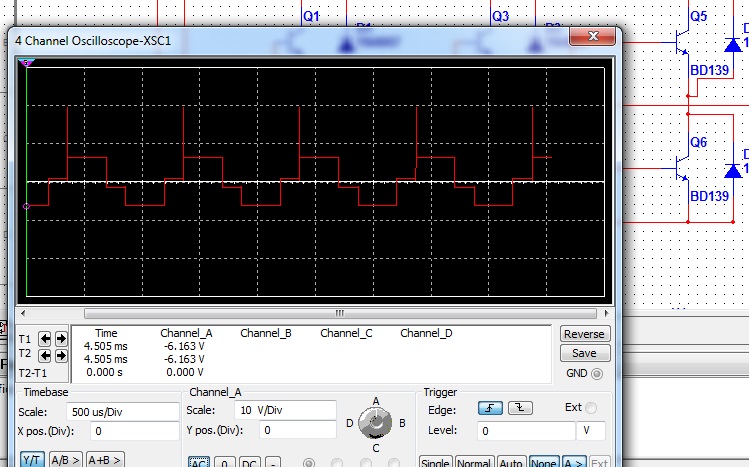 Q1
Q3
Q5
4 Channel Oscilloscope-XSC1
BD139
Q6
BD139
Time Channel_A Channel_B Channel_C Channel_D
T1 4.505 ms -6.163 V
T2 4.505 ms -6.163 V
T2-T1 0.000 s 0.000 V
Reverse
Save
GND
Timebase
Scale: 500 us/Div
X pos.(Div): 0
Y/T A/B > A+B >
Channel_A
Scale: 10 V/Div
Y pos.(Div): 0
AC 0 DC -
A
D B
C
Trigger
Edge: Ext
Level: 0 V
Single Normal Auto None A > Ext